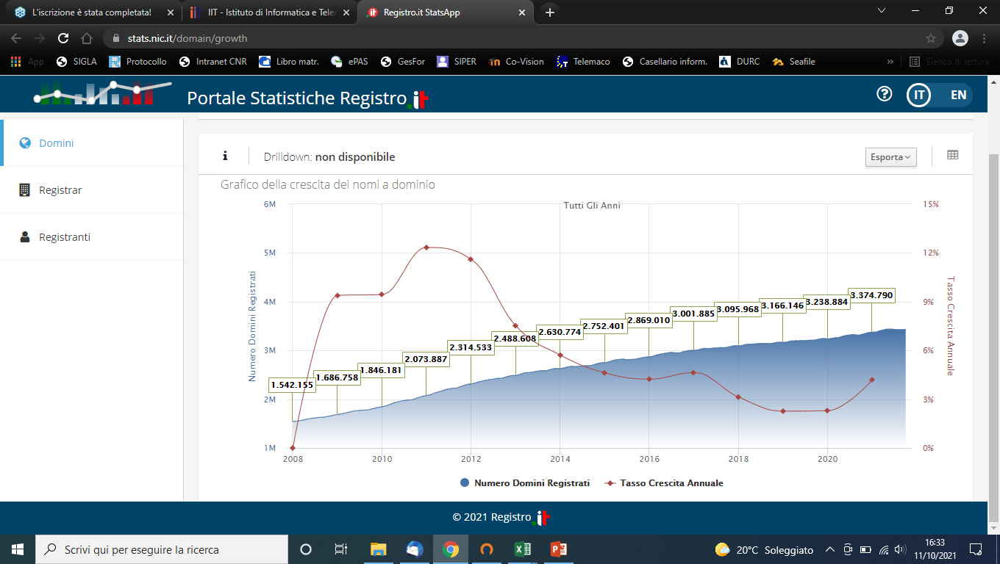 L'iscrizione è stata completata!
IIT - Istituto di Informatica e Teler
Registro.it StatsApp
stats.nic.it/domain/growth
App SIGLA Protocollo Intranet CNR Libro matr. ePAS GesFor SIPER Co-Vision Telemaco Casellario inform. DURC Seafile » Elenco di lettura
Portale Statistiche Registro.it
IT EN
Domini
Registrar
Registranti
Drilldown: non disponibile
Esporta
Grafico della crescita dei nomi a dominio
Tutti Gli Anni
Numero Domini Registrati
6M
5M
4M
3M
2M
1M
1.542.155
1.686.758
1.846.181
2.073.887
2.314.533
2.488.608
2.630.774
2.752.401
2.869.010
3.001.885
3.095.968
3.166.146
3.238.884
3.374.790
15%
12%
9%
6%
3%
0%
Tasso Crescita Annuale
2008 2010 2012 2014 2016 2018 2020
Numero Domini Registrati Tasso Crescita Annuale
© 2021 Registro.it
Scrivi qui per eseguire la ricerca
20°C Soleggiato
16:33
11/10/2021